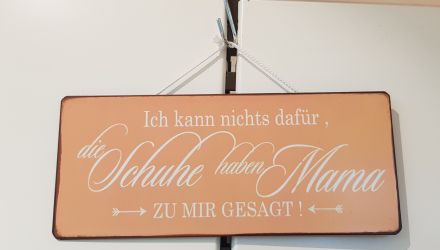 Ich kann nichts dafür ,
die Schuhe haben Mama
ZU MIR GESAGT !